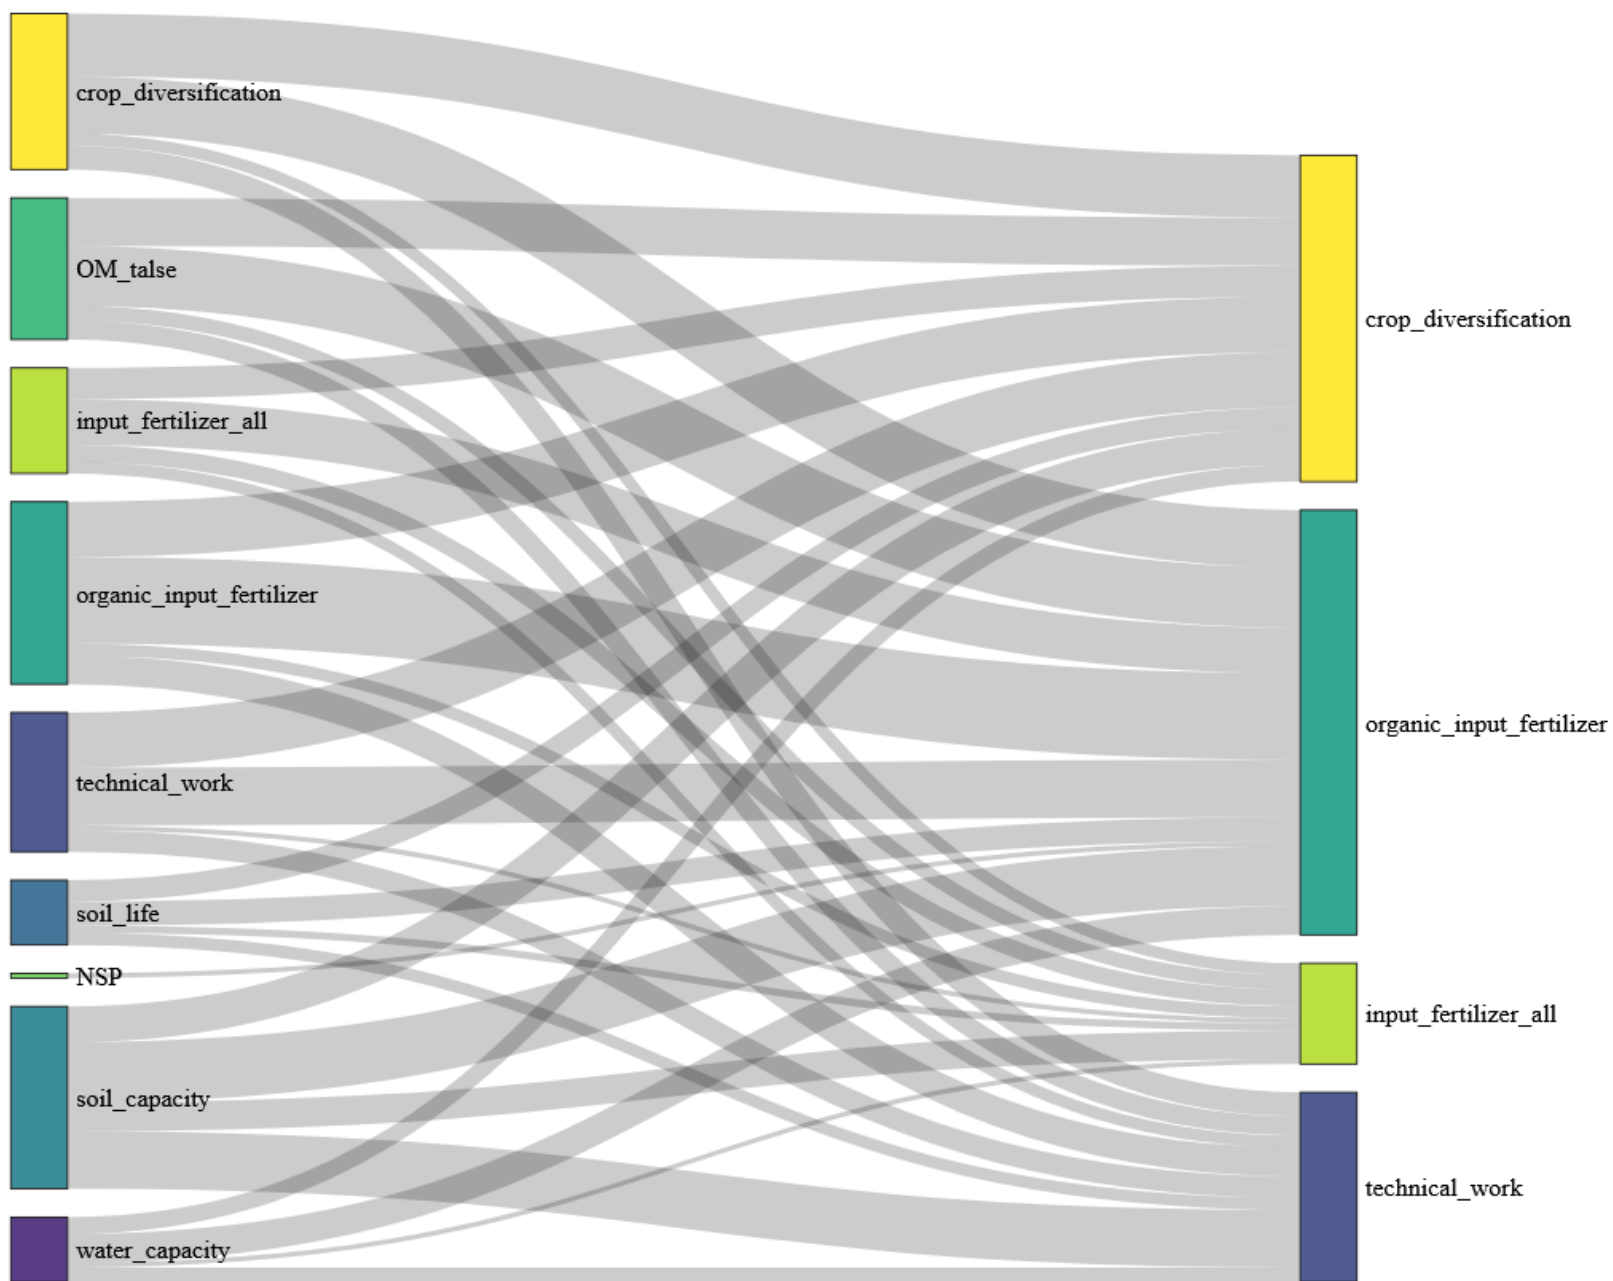 crop_diversification
OM_talse
input_fertilizer_all
organic_input_fertilizer
technical_work
soil_life
NSP
soil_capacity
water_capacity
crop_diversification
organic_input_fertilizer
input_fertilizer_all
technical_work